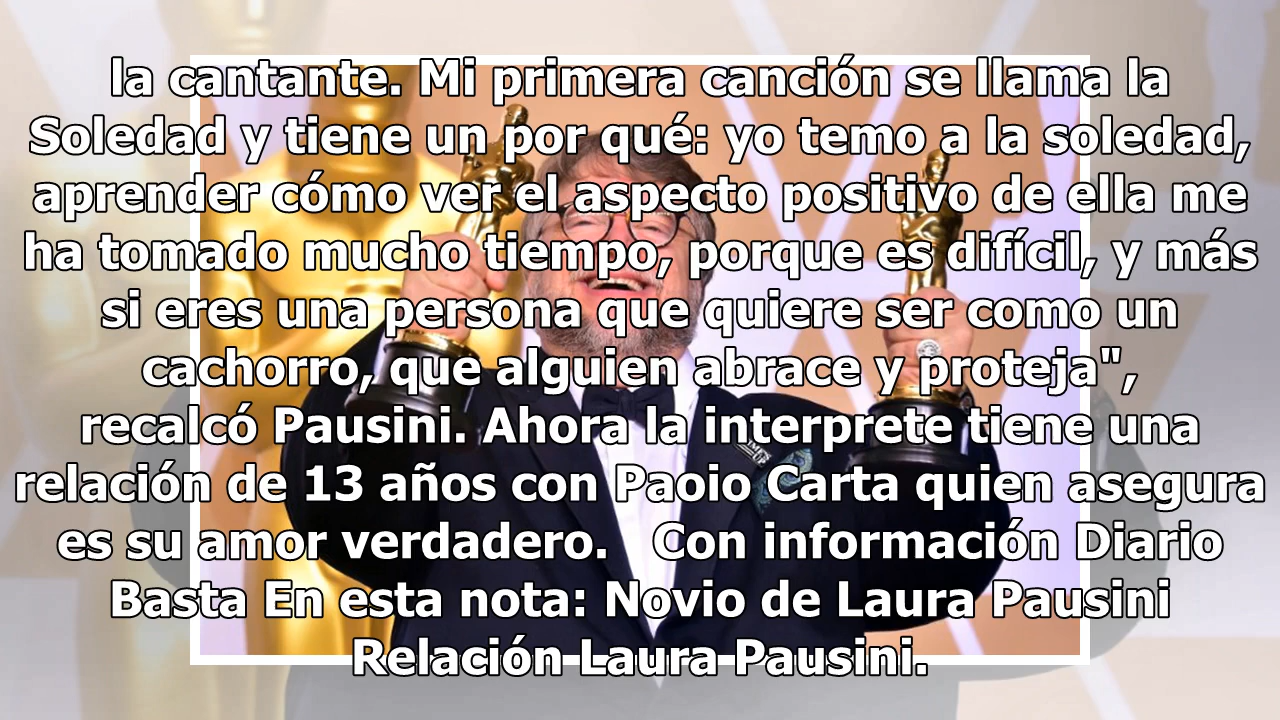 la cantante. Mi primera canción se llama la
Soledad y tiene un por qué: yo temo a la soledad,
aprender cómo ver el aspecto positivo de ella me
ha tomado mucho tiempo, porque es difícil, y más
si eres una persona que quiere ser como un
cachorro, que alguien abrace y proteja",
recalcó Pausini. Ahora la interprete tiene una
relación de 13 años con Paoio Carta quien asegura
es su amor verdadero.   Con información Diario
Basta En esta nota: Novio de Laura Pausini
Relación Laura Pausini.